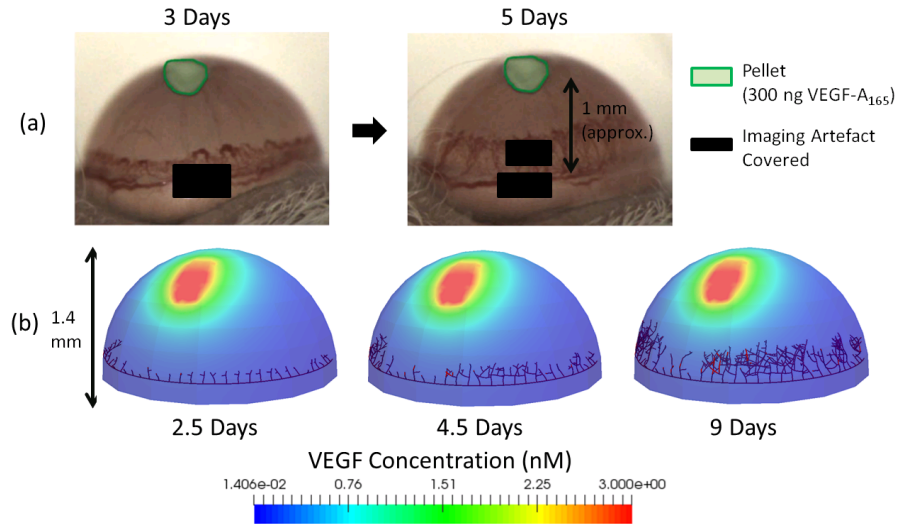 3 Days
5 Days
(a)
1 mm
(approx.)
Pellet
(300 ng VEGF-A165)
Imaging Artefact
Covered
(b)
1.4
mm
2.5 Days
4.5 Days
9 Days
VEGF Concentration (nM)
1.406e-02 0.76 1.51 2.25 3.000e+00